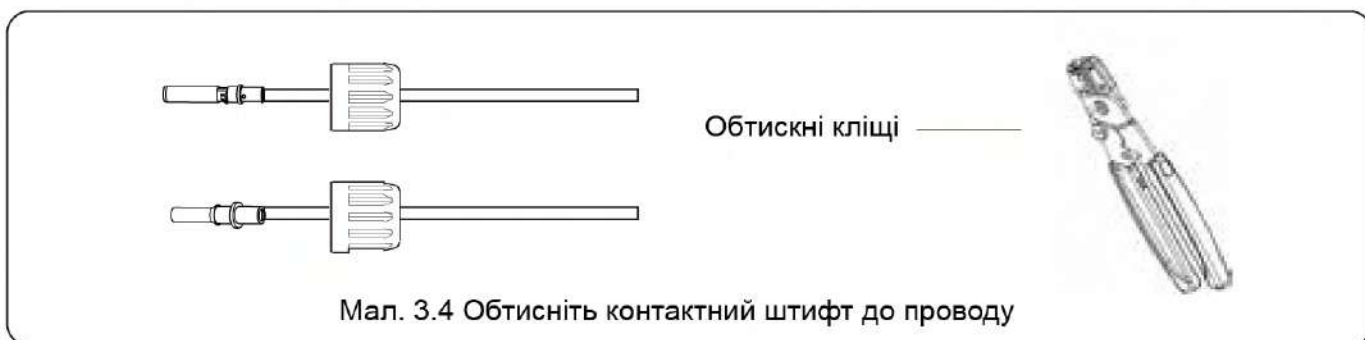 Обтискні кліщі
Мал. 3.4 Обтисніть контактний штифт до проводу